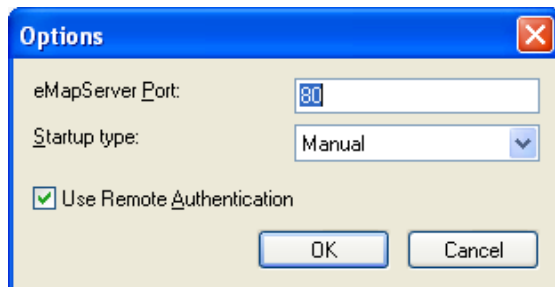 Options
eMapServer Port: 80
Startup type: Manual
Use Remote Authentication
OK Cancel